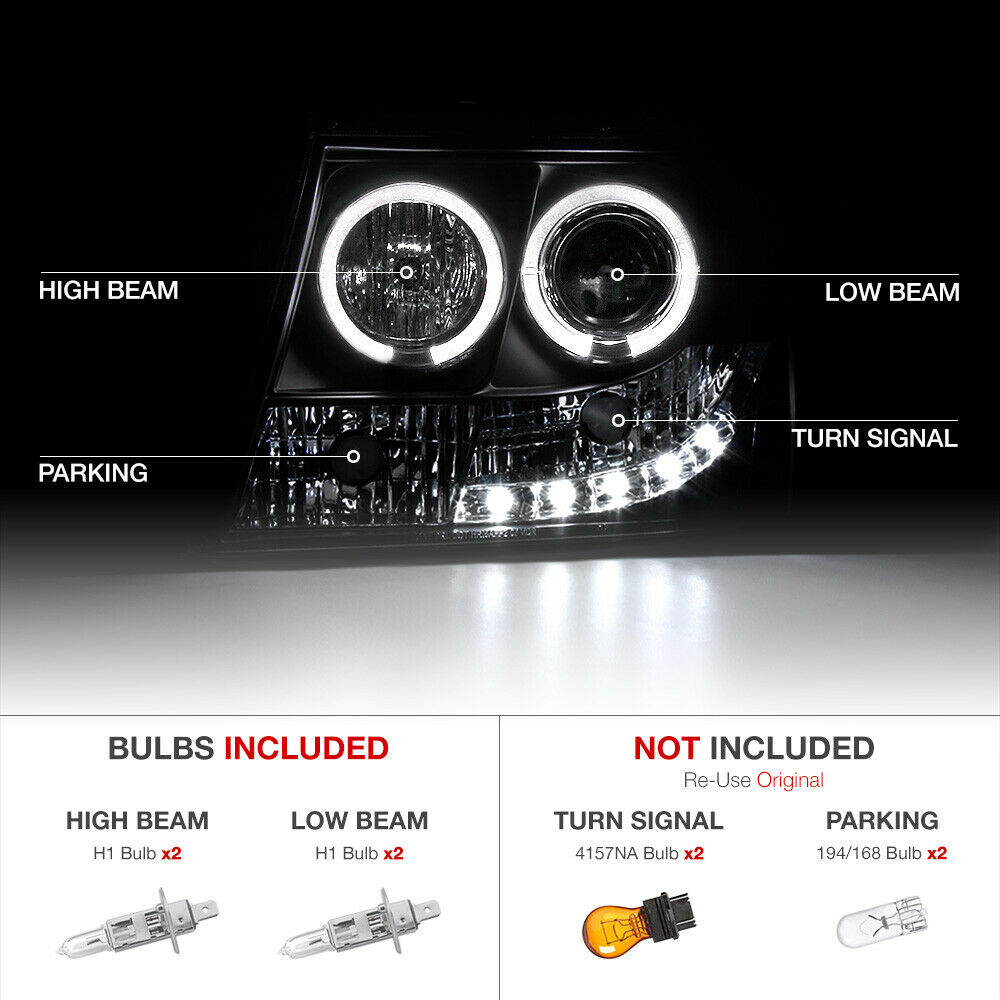 HIGH BEAM
LOW BEAM
TURN SIGNAL
PARKING
BULBS INCLUDED
NOT INCLUDED
Re-Use Original
HIGH BEAM
H1 Bulb x2
LOW BEAM
H1 Bulb x2
TURN SIGNAL
4157NA Bulb x2
PARKING
194/168 Bulb x2